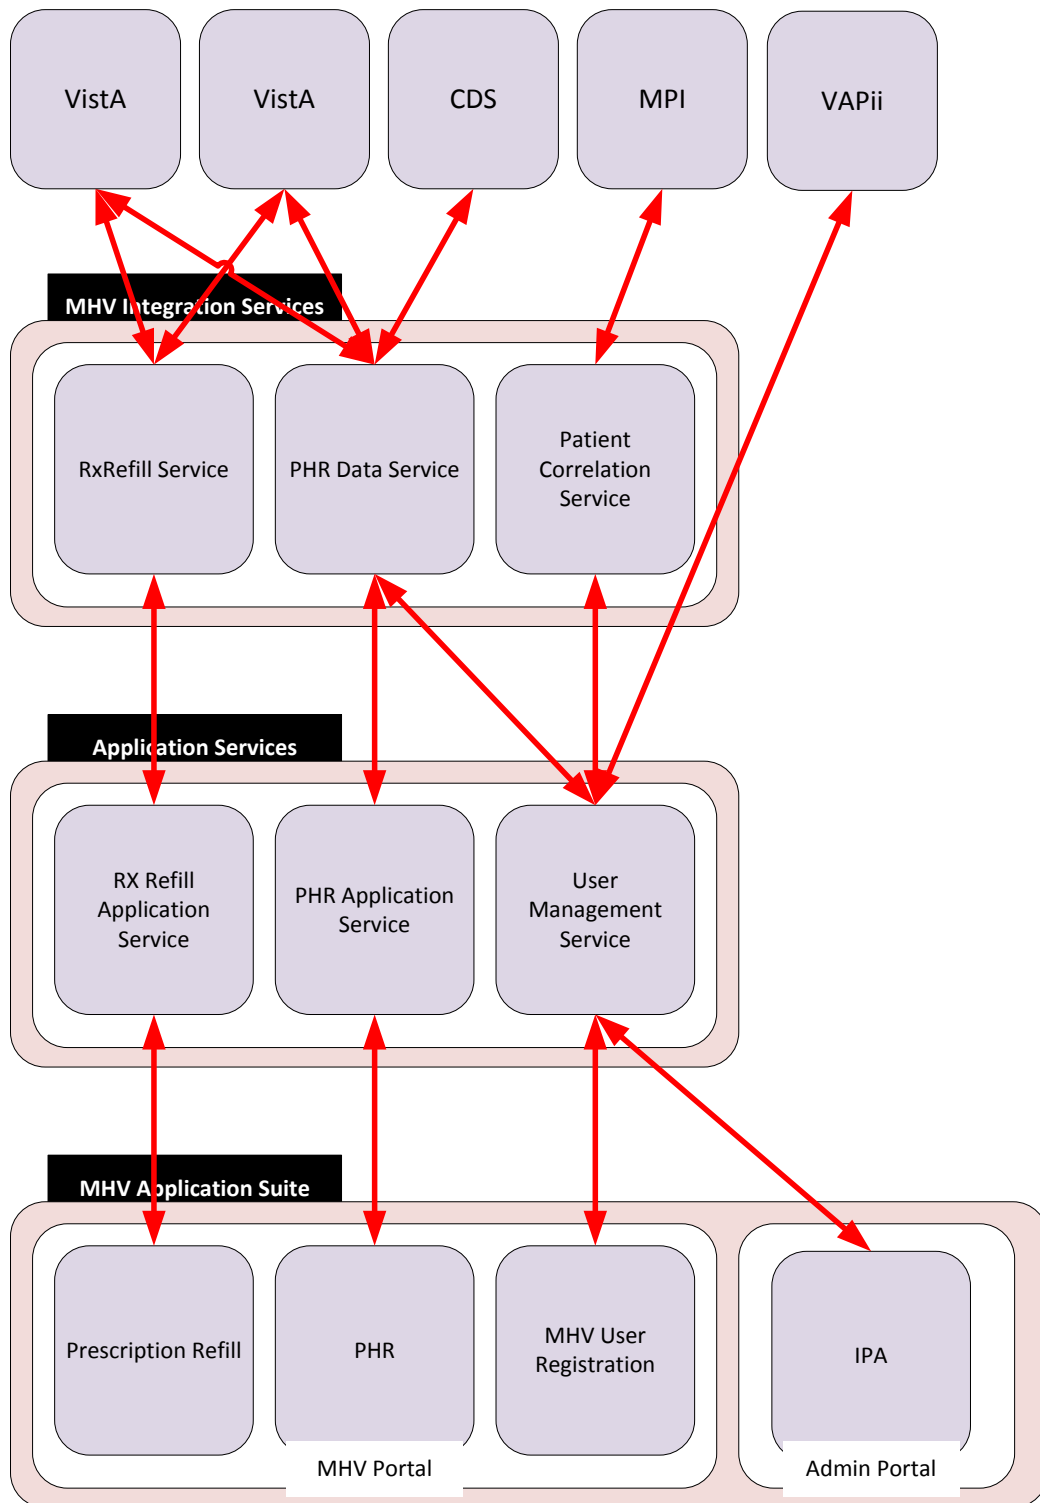 VistA
VistA
CDS
MPI
VAPii
MHV Integration Services
RxRefill Service
PHR Data Service
Patient
Correlation
Service
Application Services
RX Refill
Application
Service
PHR Application
Service
User
Management
Service
MHV Application Suite
Prescription Refill
PHR
MHV User
Registration
IPA
MHV Portal
Admin Portal